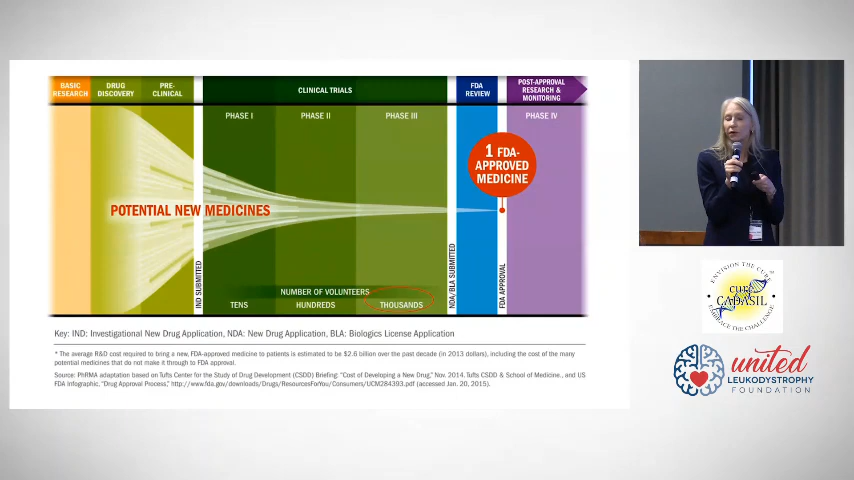 BASIC
RESEARCH
DRUG
DISCOVERY
PRE-
CLINICAL
CLINICAL TRIALS
FDA
REVIEW
POST-APPROVAL
RESEARCH &
MONITORING
PHASE I
PHASE II
PHASE III
PHASE IV
1 FDA-
APPROVED
MEDICINE
POTENTIAL NEW MEDICINES
IND SUBMITTED
NDA/BLA SUBMITTED
FDA APPROVAL
NUMBER OF VOLUNTEERS
TENS
HUNDREDS
THOUSANDS
Key: IND: Investigational New Drug Application, NDA: New Drug Application, BLA: Biologics License Application
* The average R&D cost required to bring a new, FDA-approved medicine to patients is estimated to be $2.6 billion over the past decade (in 2013 dollars), including the cost of the many
potential medicines that do not make it through to FDA approval.
Source: PhRMA adaptation based on Tufts Center for the Study of Drug Development (CSDD) Briefing: "Cost of Developing a New Drug," Nov. 2014. Tufts CSDD & School of Medicine., and US
FDA Infographic, "Drug Approval Process," http://www.fda.gov/downloads/Drugs/ResourcesForYou/Consumers/UCM284393.pdf (accessed Jan. 20, 2015).
ENVISION THE CURE
cure
CADASIL
EMBRACE THE CHALLENGE
united
LEUKODYSTROPHY
FOUNDATION